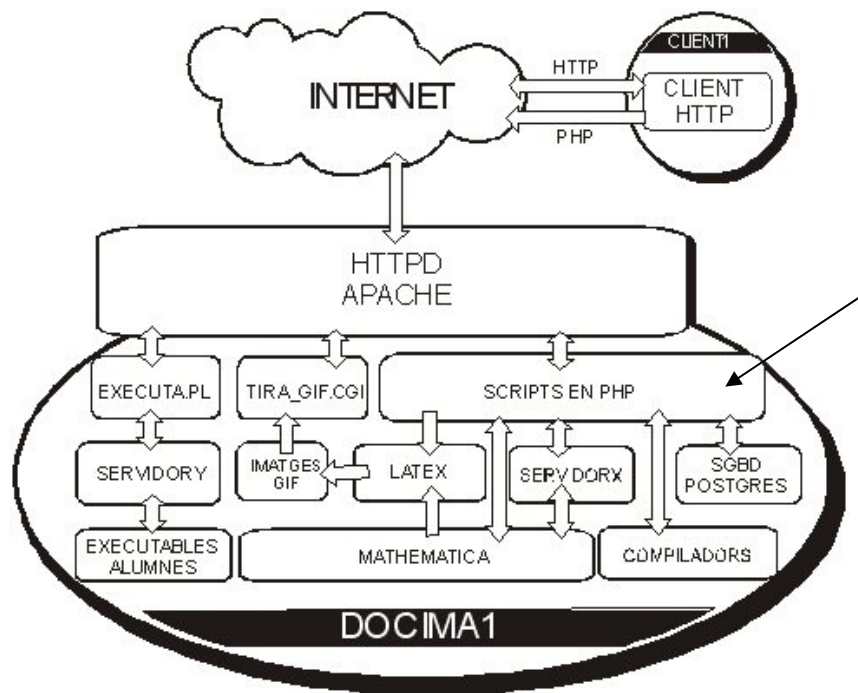 CLIENT1
HTTP
INTERNET
CLIENT
HTTP
PHP
HTTPD
APACHE
EXECUTA.PL
TIRA_GIF.CGI
SCRIPTS EN PHP
SERVIDORY
IMATGES
GIF
LATEX
SERVIDORX
SGBD
POSTGRES
EXECUTABLES
ALUMNES
MATHEMATICA
COMPILADORS
DOCIMA1